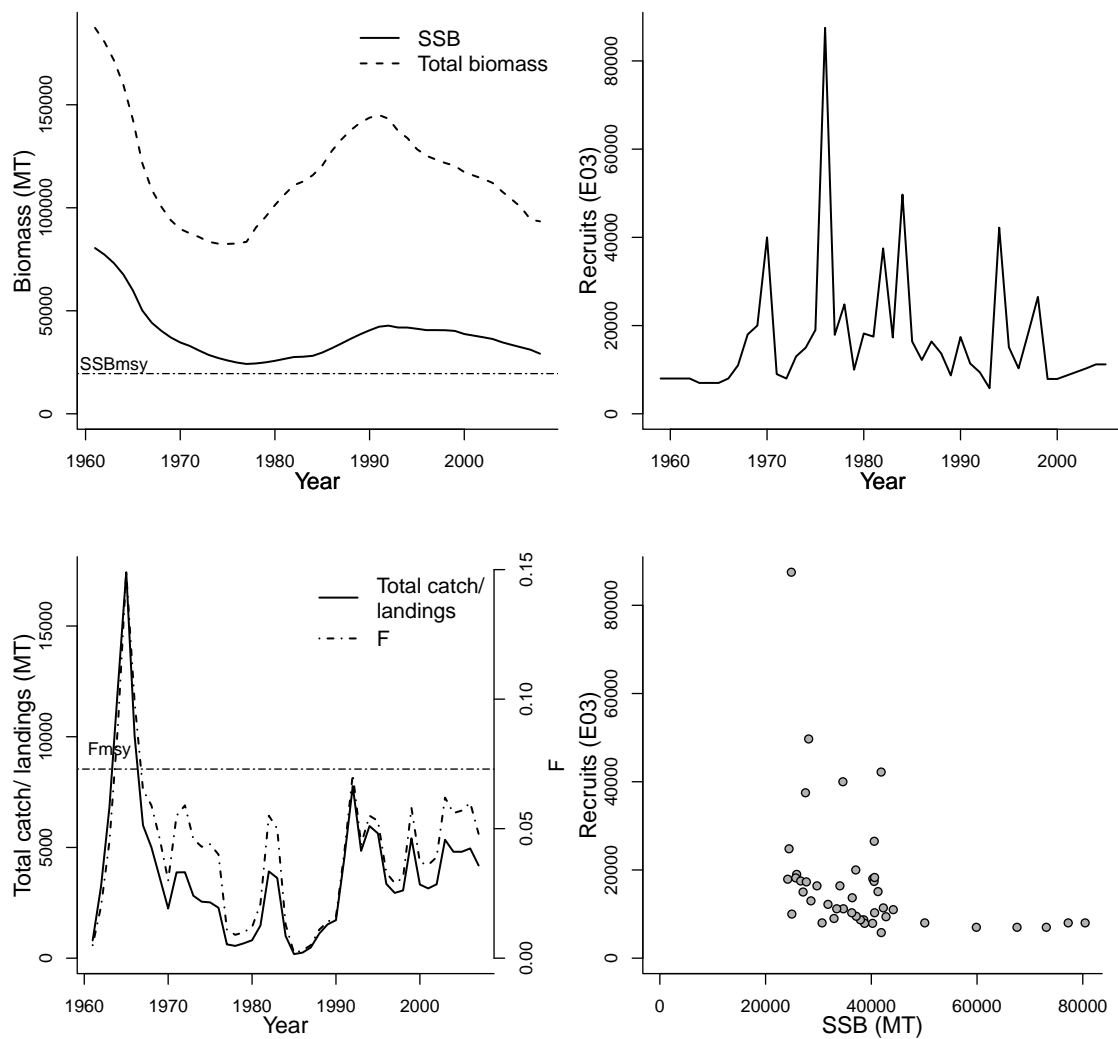 SSB
Total biomass
Biomass (MT)
0
50000
100000
150000
SSBmsy
1960
1970
1980
1990
2000
Year
Recruits (E03)
0
20000
40000
60000
80000
1960
1970
1980
1990
2000
Year
Total catch/
landings
F
Total catch/ landings (MT)
0
5000
10000
15000
Fmsy
F
0.00
0.05
0.10
0.15
1960
1970
1980
1990
2000
Year
Recruits (E03)
0
20000
40000
60000
80000
0
20000
40000
60000
80000
SSB (MT)